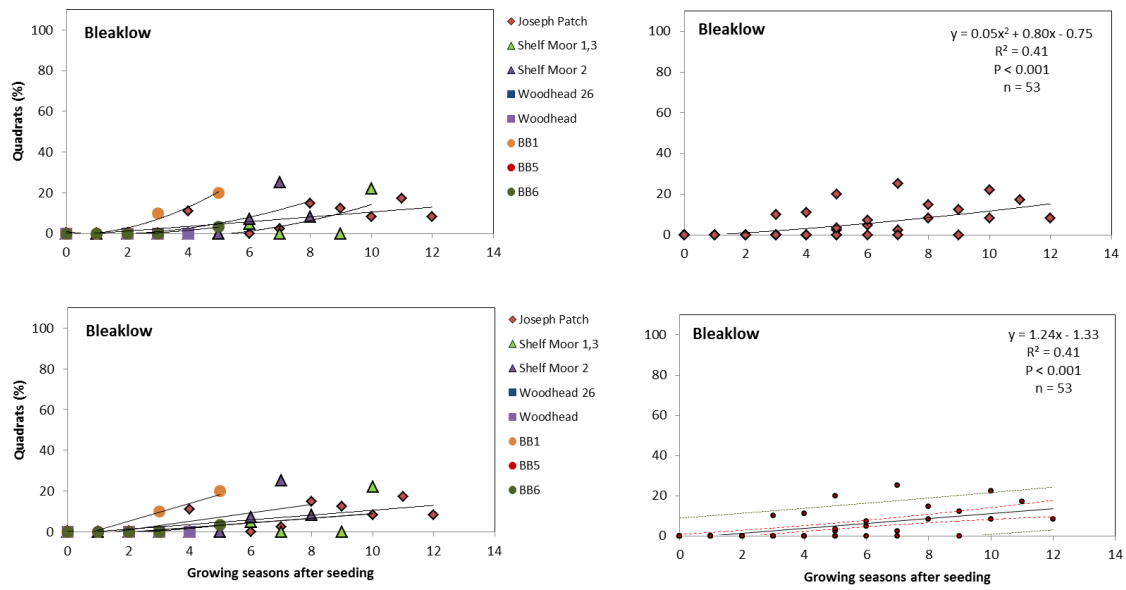 Bleaklow
100
80
60
40
20
0
Quadrats (%)
0 2 4 6 8 10 12 14
Joseph Patch
Shelf Moor 1,3
Shelf Moor 2
Woodhead 26
Woodhead
BB1
BB5
BB6
Bleaklow
y = 0.05x² + 0.80x - 0.75
R² = 0.41
P < 0.001
n = 53
100
80
60
40
20
0
0 2 4 6 8 10 12 14
Bleaklow
100
80
60
40
20
0
Quadrats (%)
0 2 4 6 8 10 12 14
Growing seasons after seeding
Joseph Patch
Shelf Moor 1,3
Shelf Moor 2
Woodhead 26
Woodhead
BB1
BB5
BB6
Bleaklow
y = 1.24x - 1.33
R² = 0.41
P < 0.001
n = 53
100
80
60
40
20
0
0 2 4 6 8 10 12 14
Growing seasons after seeding